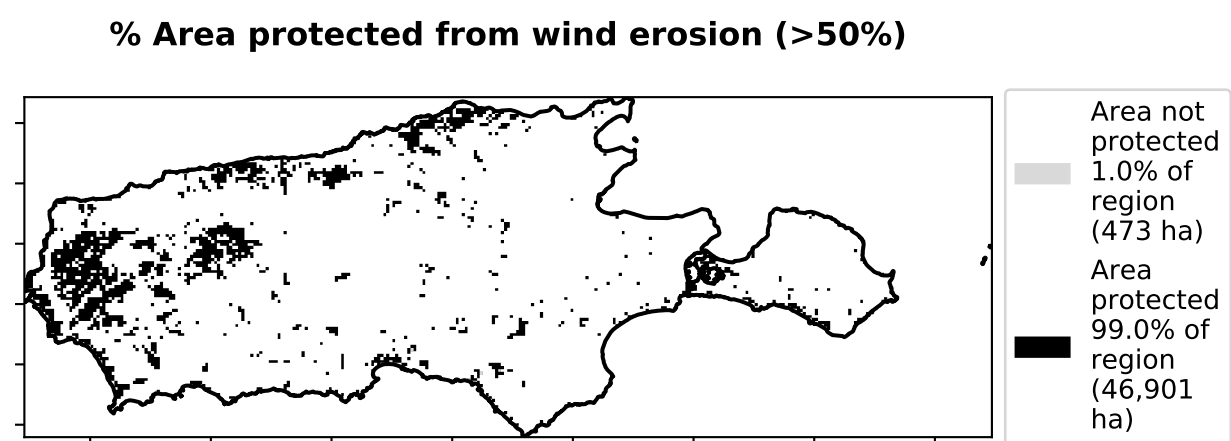 % Area protected from wind erosion (>50%)
Area not
protected
1.0% of
region
(473 ha)
Area
protected
99.0% of
region
(46,901
ha)